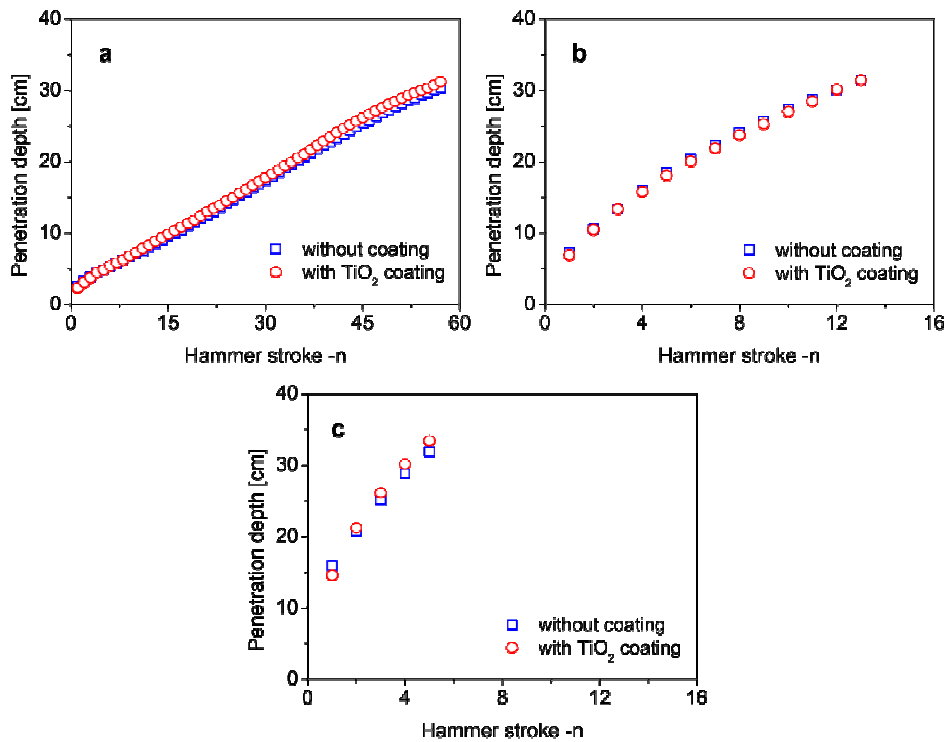 a
Penetration depth [cm]
40
30
20
10
0
0 15 30 45 60
without coating
with TiO₂ coating
Hammer stroke -n
b
Penetration depth [cm]
40
30
20
10
0
0 4 8 12 16
without coating
with TiO₂ coating
Hammer stroke -n
c
Penetration depth [cm]
40
30
20
10
0
0 4 8 12 16
without coating
with TiO₂ coating
Hammer stroke -n